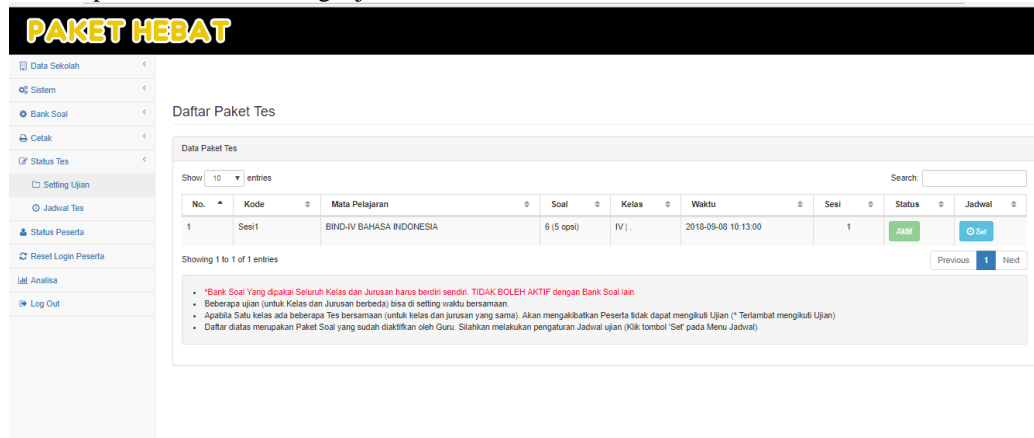 PAKET HEBAT
Data Sekolah
Sistem
Bank Soal
Cetak
Status Tes
Setting Ujian
Jadwal Tes
Status Peserta
Reset Login Peserta
Analisa
Log Out
Daftar Paket Tes
Data Paket Tes
Show 10 entries
Search:
No. Kode Mata Pelajaran Soal Kelas Waktu Sesi Status Jadwal
1 Sesi1 BIND-IV BAHASA INDONESIA 6 (5 opsi) IV | . 2018-09-08 10:13:00 1 Aktif Set
Showing 1 to 1 of 1 entries
Previous 1 Next
*Bank Soal Yang dipakai Seluruh Kelas dan Jurusan harus berdiri sendiri. TIDAK BOLEH AKTIF dengan Bank Soal lain
Beberapa ujian (untuk Kelas dan Jurusan berbeda) bisa di setting waktu bersamaan.
Apabila Satu kelas ada beberapa Tes bersamaan (untuk kelas dan jurusan yang sama). Akan mengakibatkan Peserta tidak dapat mengikuti Ujian (* Terlambat mengikuti Ujian)
Daftar diatas merupakan Paket Soal yang sudah diaktifkan oleh Guru. Silahkan melakukan pengaturan Jadwal ujian (Klik tombol 'Set' pada Menu Jadwal)